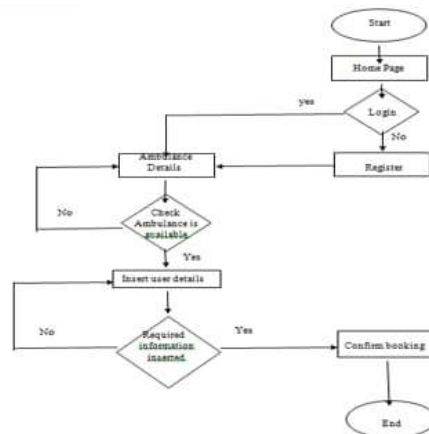 Start
Home Page
yes
Login
No
Ambulance
Details
Register
No
Check
Ambulance is
available
Yes
Insert user details
No
Required
information
inserted.
Yes
Confirm booking
End